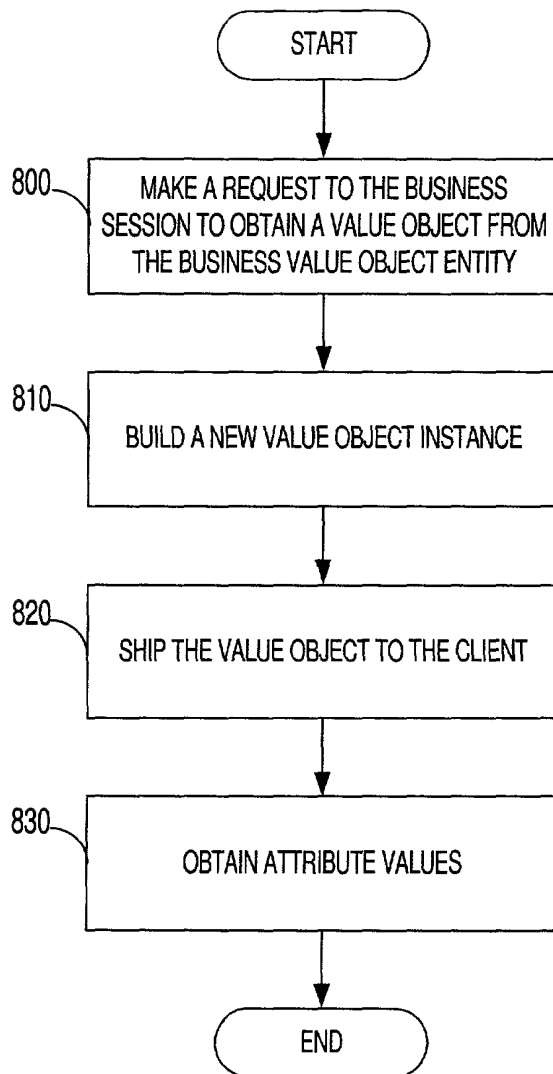 START
800
MAKE A REQUEST TO THE BUSINESS
SESSION TO OBTAIN A VALUE OBJECT FROM
THE BUSINESS VALUE OBJECT ENTITY
810
BUILD A NEW VALUE OBJECT INSTANCE
820
SHIP THE VALUE OBJECT TO THE CLIENT
830
OBTAIN ATTRIBUTE VALUES
END